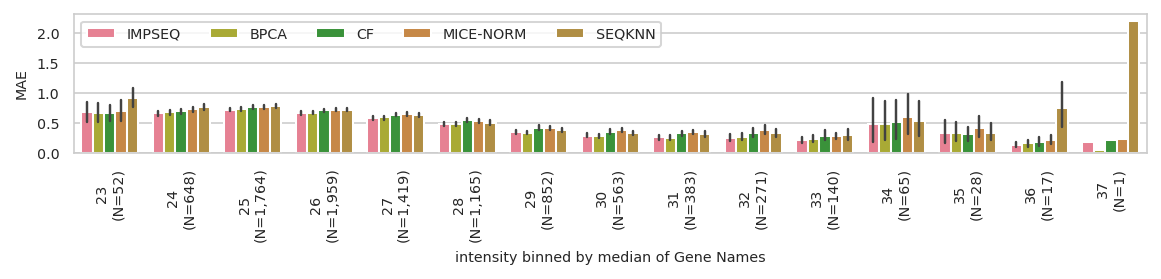 IMPSEQ BPCA CF MICE-NORM SEQKNN
MAE
2.0
1.5
1.0
0.5
0.0
23 (N=52)
24 (N=648)
25 (N=1,764)
26 (N=1,959)
27 (N=1,419)
28 (N=1,165)
29 (N=852)
30 (N=563)
31 (N=383)
32 (N=271)
33 (N=140)
34 (N=65)
35 (N=28)
36 (N=17)
37 (N=1)
intensity binned by median of Gene Names